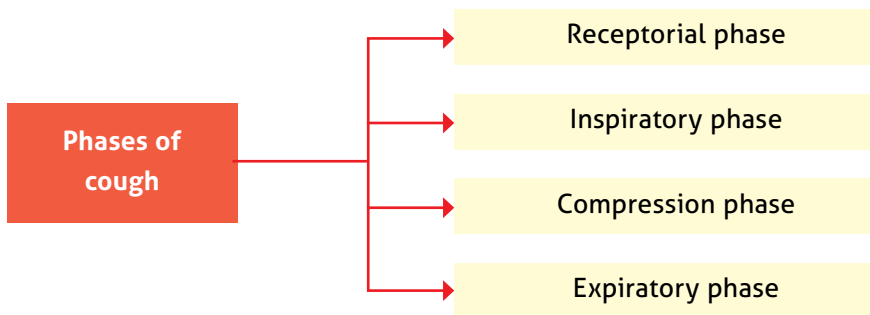 Phases of
cough
Receptorial phase
Inspiratory phase
Compression phase
Expiratory phase